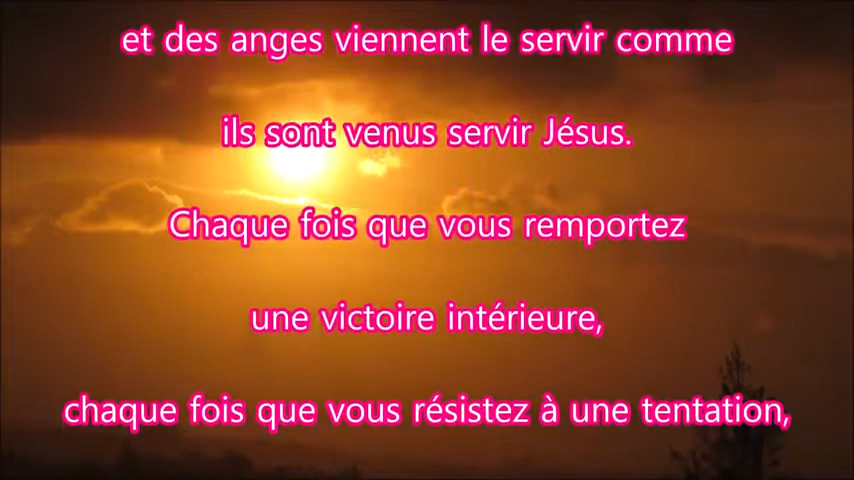 et des anges viennent le servir comme
ils sont venus servir Jésus.
Chaque fois que vous remportez
une victoire intérieure,
chaque fois que vous résistez à une tentation,